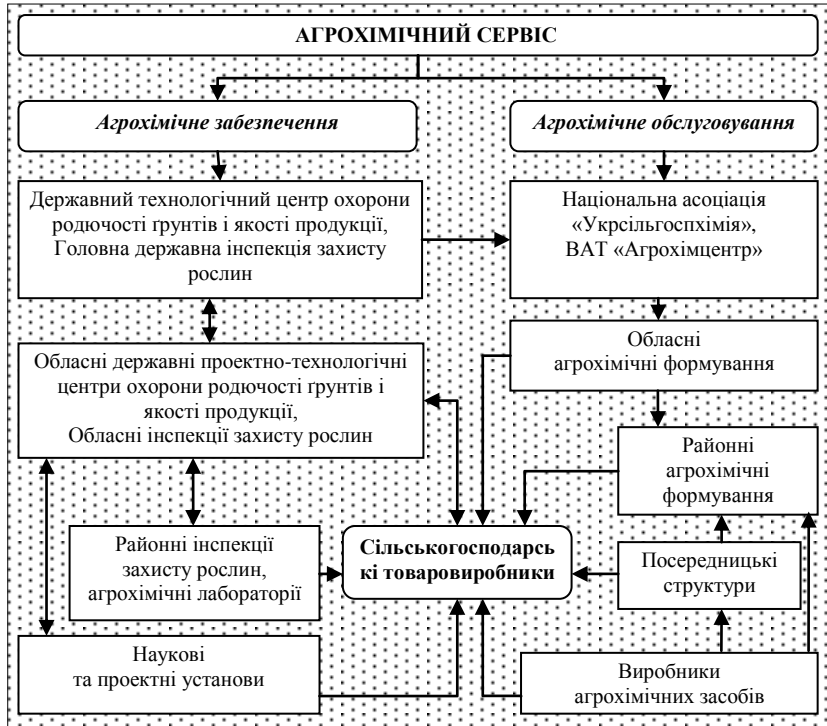 АГРОХІМІЧНИЙ СЕРВІС
Агрохімічне забезпечення
Агрохімічне обслуговування
Державний технологічний центр охорони
родючості ґрунтів і якості продукції,
Головна державна інспекція захисту
рослин
Національна асоціація
«Укрсільгоспхімія»,
ВАТ «Агрохімцентр»
Обласні державні проектно-технологічні
центри охорони родючості ґрунтів і
якості продукції,
Обласні інспекції захисту рослин
Обласні
агрохімічні формування
Районні
агрохімічні
формування
Районні інспекції
захисту рослин,
агрохімічні лабораторії
Сільськогосподарсь
кі товаровиробники
Посередницькі
структури
Наукові
та проектні установи
Виробники
агрохімічних засобів